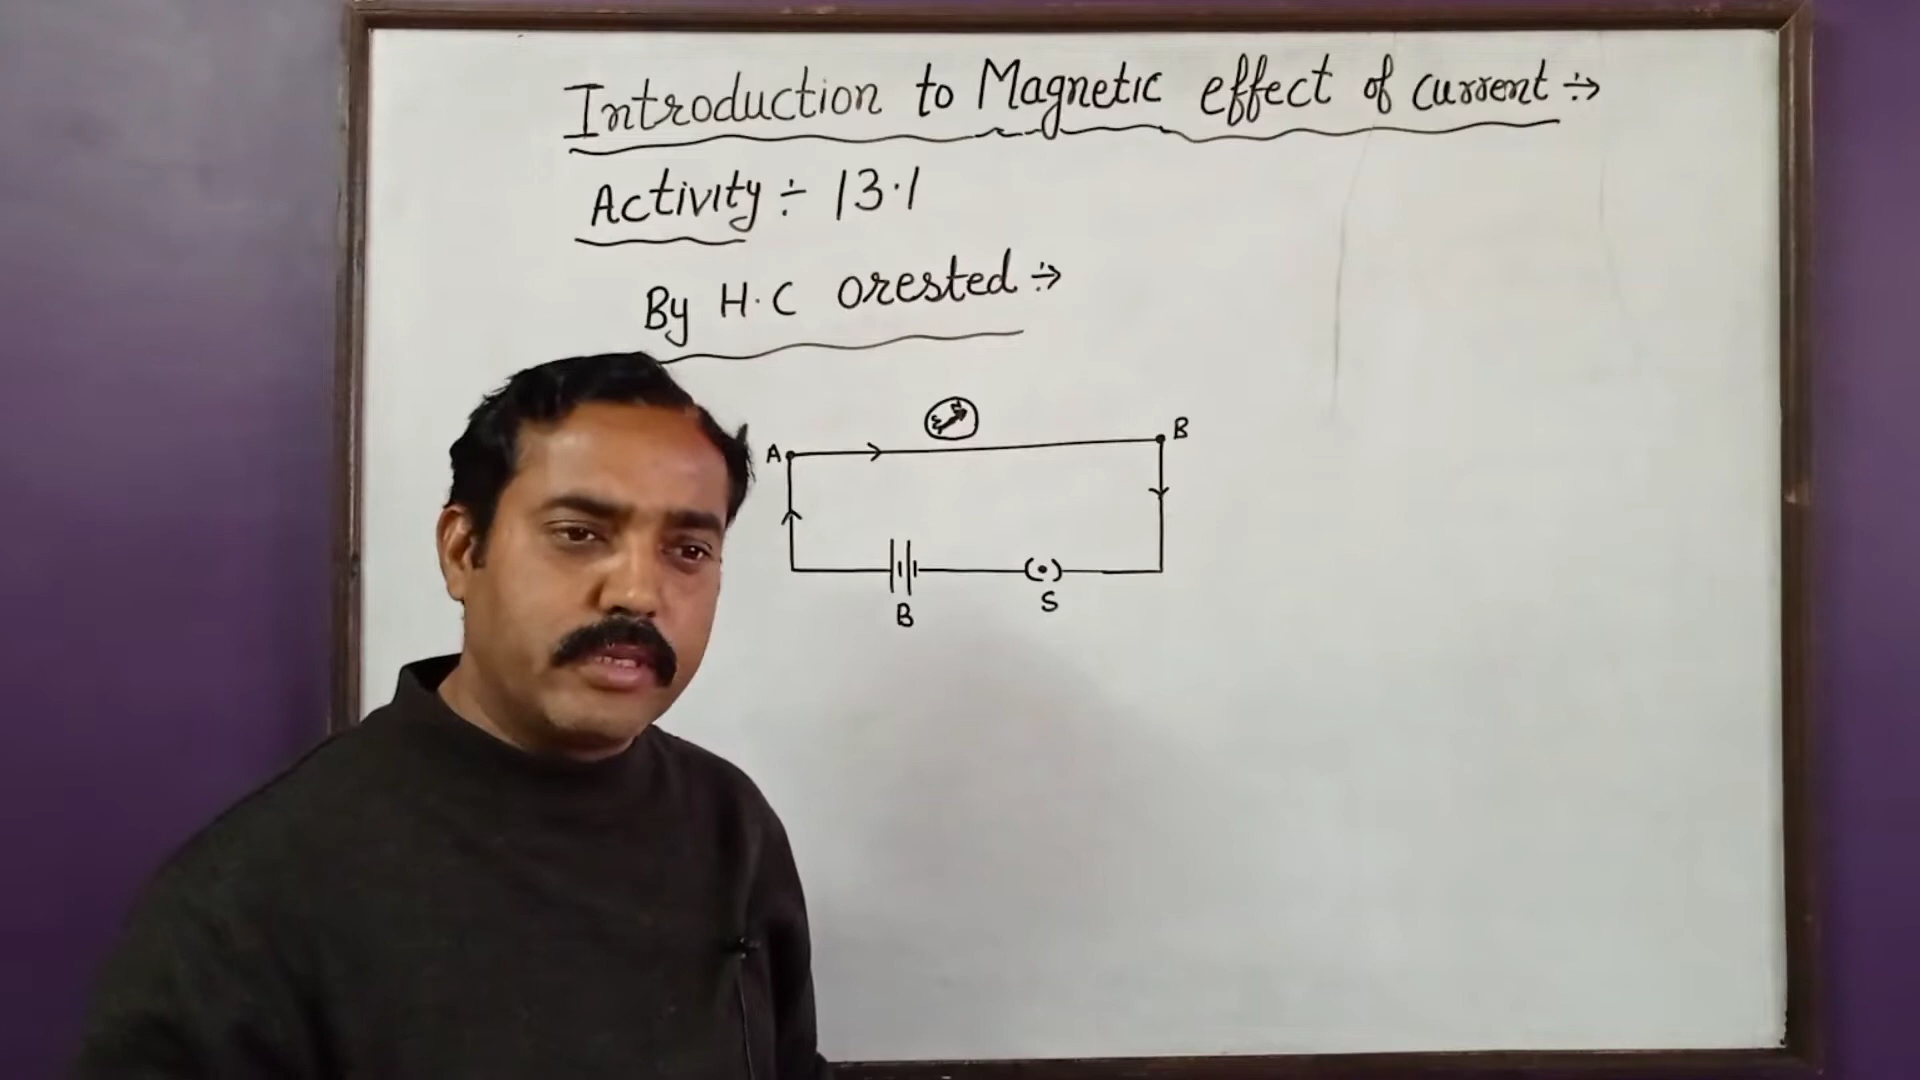 Introduction to Magnetic effect of current ÷>
Activity ÷ 13.1
By H.C orested ÷>
A
B
B
S